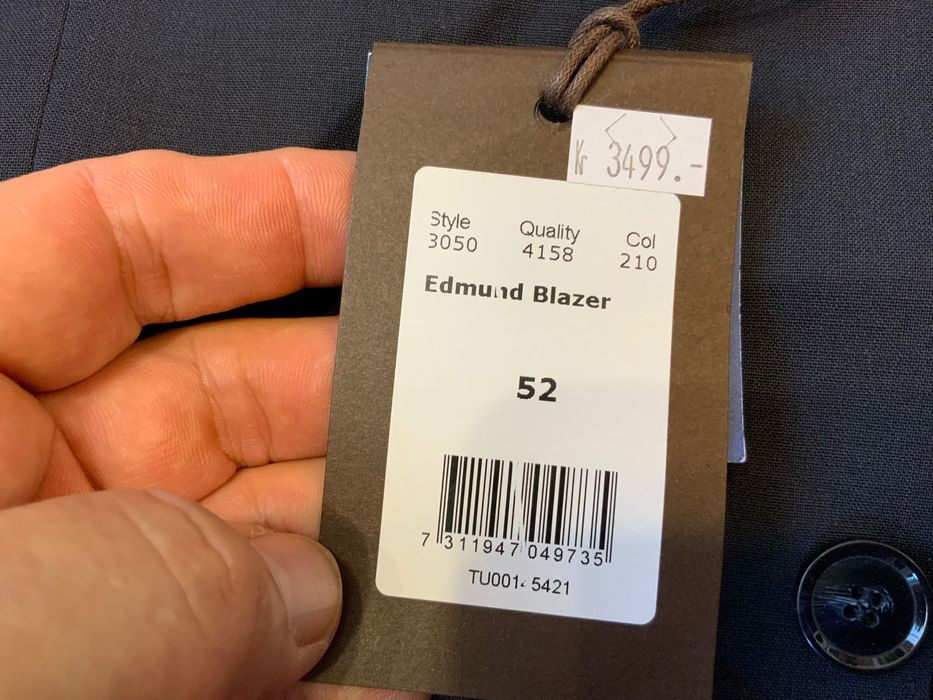 Kr 3499.-
Style Quality Col
3050 4158 210
Edmund Blazer
52
7 311947 049735